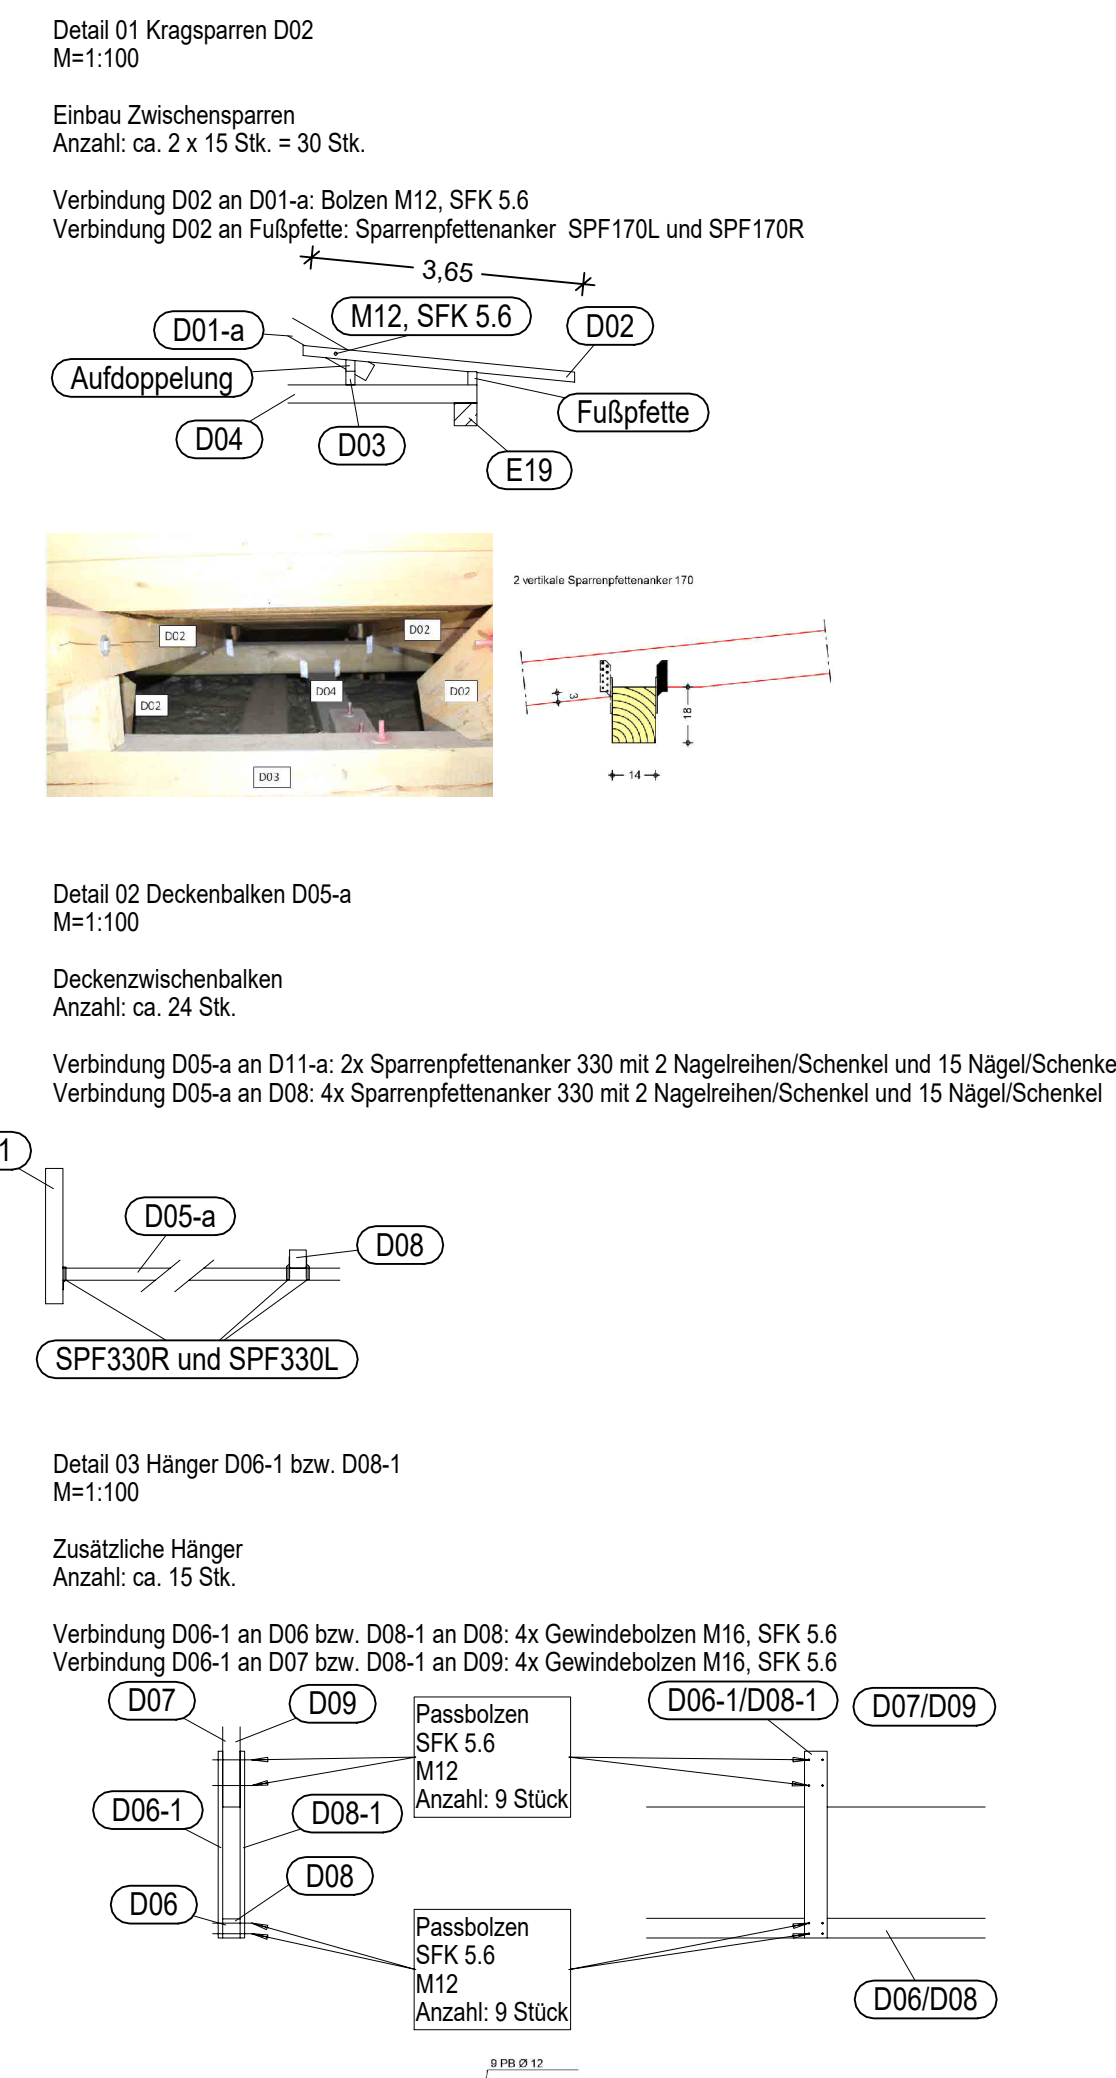 Detail 01 Kragsparren D02
M=1:100
Einbau Zwischensparren
Anzahl: ca. 2 x 15 Stk. = 30 Stk.
Verbindung D02 an D01-a: Bolzen M12, SFK 5.6
Verbindung D02 an Fußpfette: Sparrenpfettenanker  SPF170L und SPF170R
3,65
D01-a
M12, SFK 5.6
D02
Aufdoppelung
Fußpfette
D04
D03
E19
D02
D02
D02
D04
D02
D03
2 vertikale Sparrenpfettenanker 170
3
18
14
Detail 02 Deckenbalken D05-a
M=1:100
Deckenzwischenbalken
Anzahl: ca. 24 Stk.
Verbindung D05-a an D11-a: 2x Sparrenpfettenanker 330 mit 2 Nagelreihen/Schenkel und 15 Nägel/Schenke
Verbindung D05-a an D08: 4x Sparrenpfettenanker 330 mit 2 Nagelreihen/Schenkel und 15 Nägel/Schenkel
1
D05-a
D08
SPF330R und SPF330L
Detail 03 Hänger D06-1 bzw. D08-1
M=1:100
Zusätzliche Hänger
Anzahl: ca. 15 Stk.
Verbindung D06-1 an D06 bzw. D08-1 an D08: 4x Gewindebolzen M16, SFK 5.6
Verbindung D06-1 an D07 bzw. D08-1 an D09: 4x Gewindebolzen M16, SFK 5.6
D07
D09
Passbolzen
SFK 5.6
M12
Anzahl: 9 Stück
D06-1/D08-1
D07/D09
D06-1
D08-1
D08
D06
Passbolzen
SFK 5.6
M12
Anzahl: 9 Stück
D06/D08
9 PB Ø 12